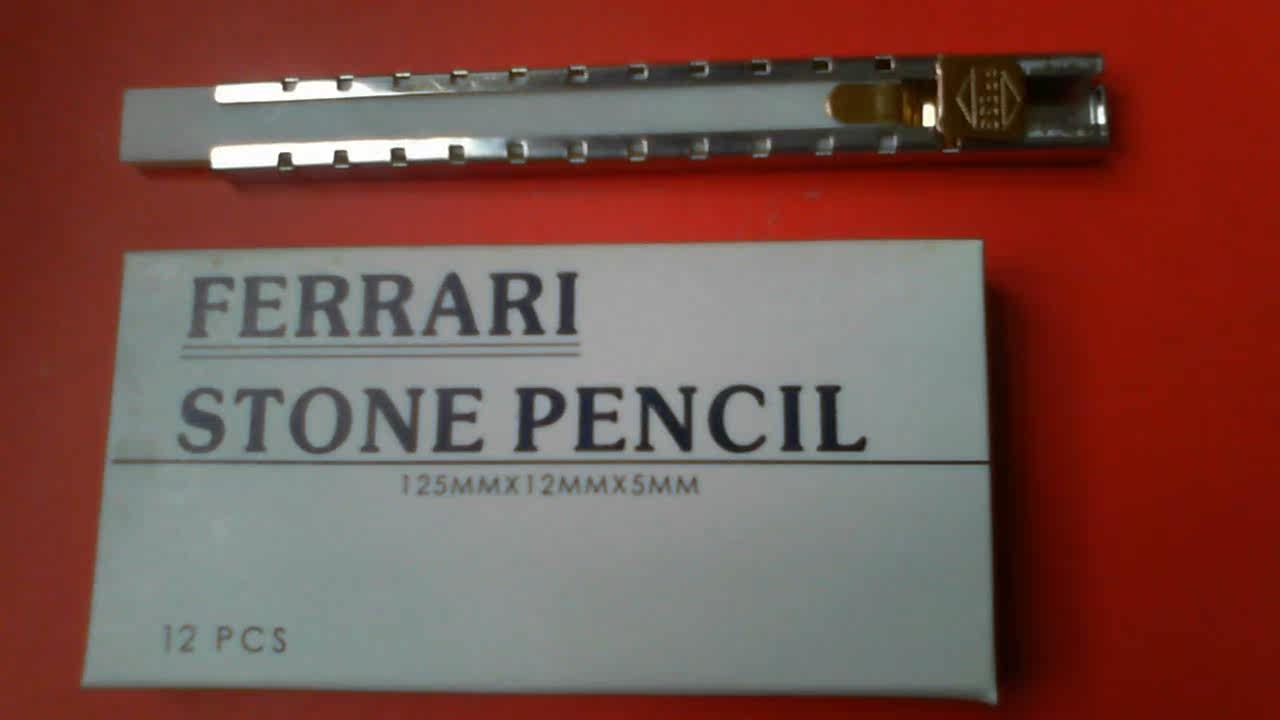 FERRARI
STONE PENCIL
125MMX12MMX5MM
12 PCS